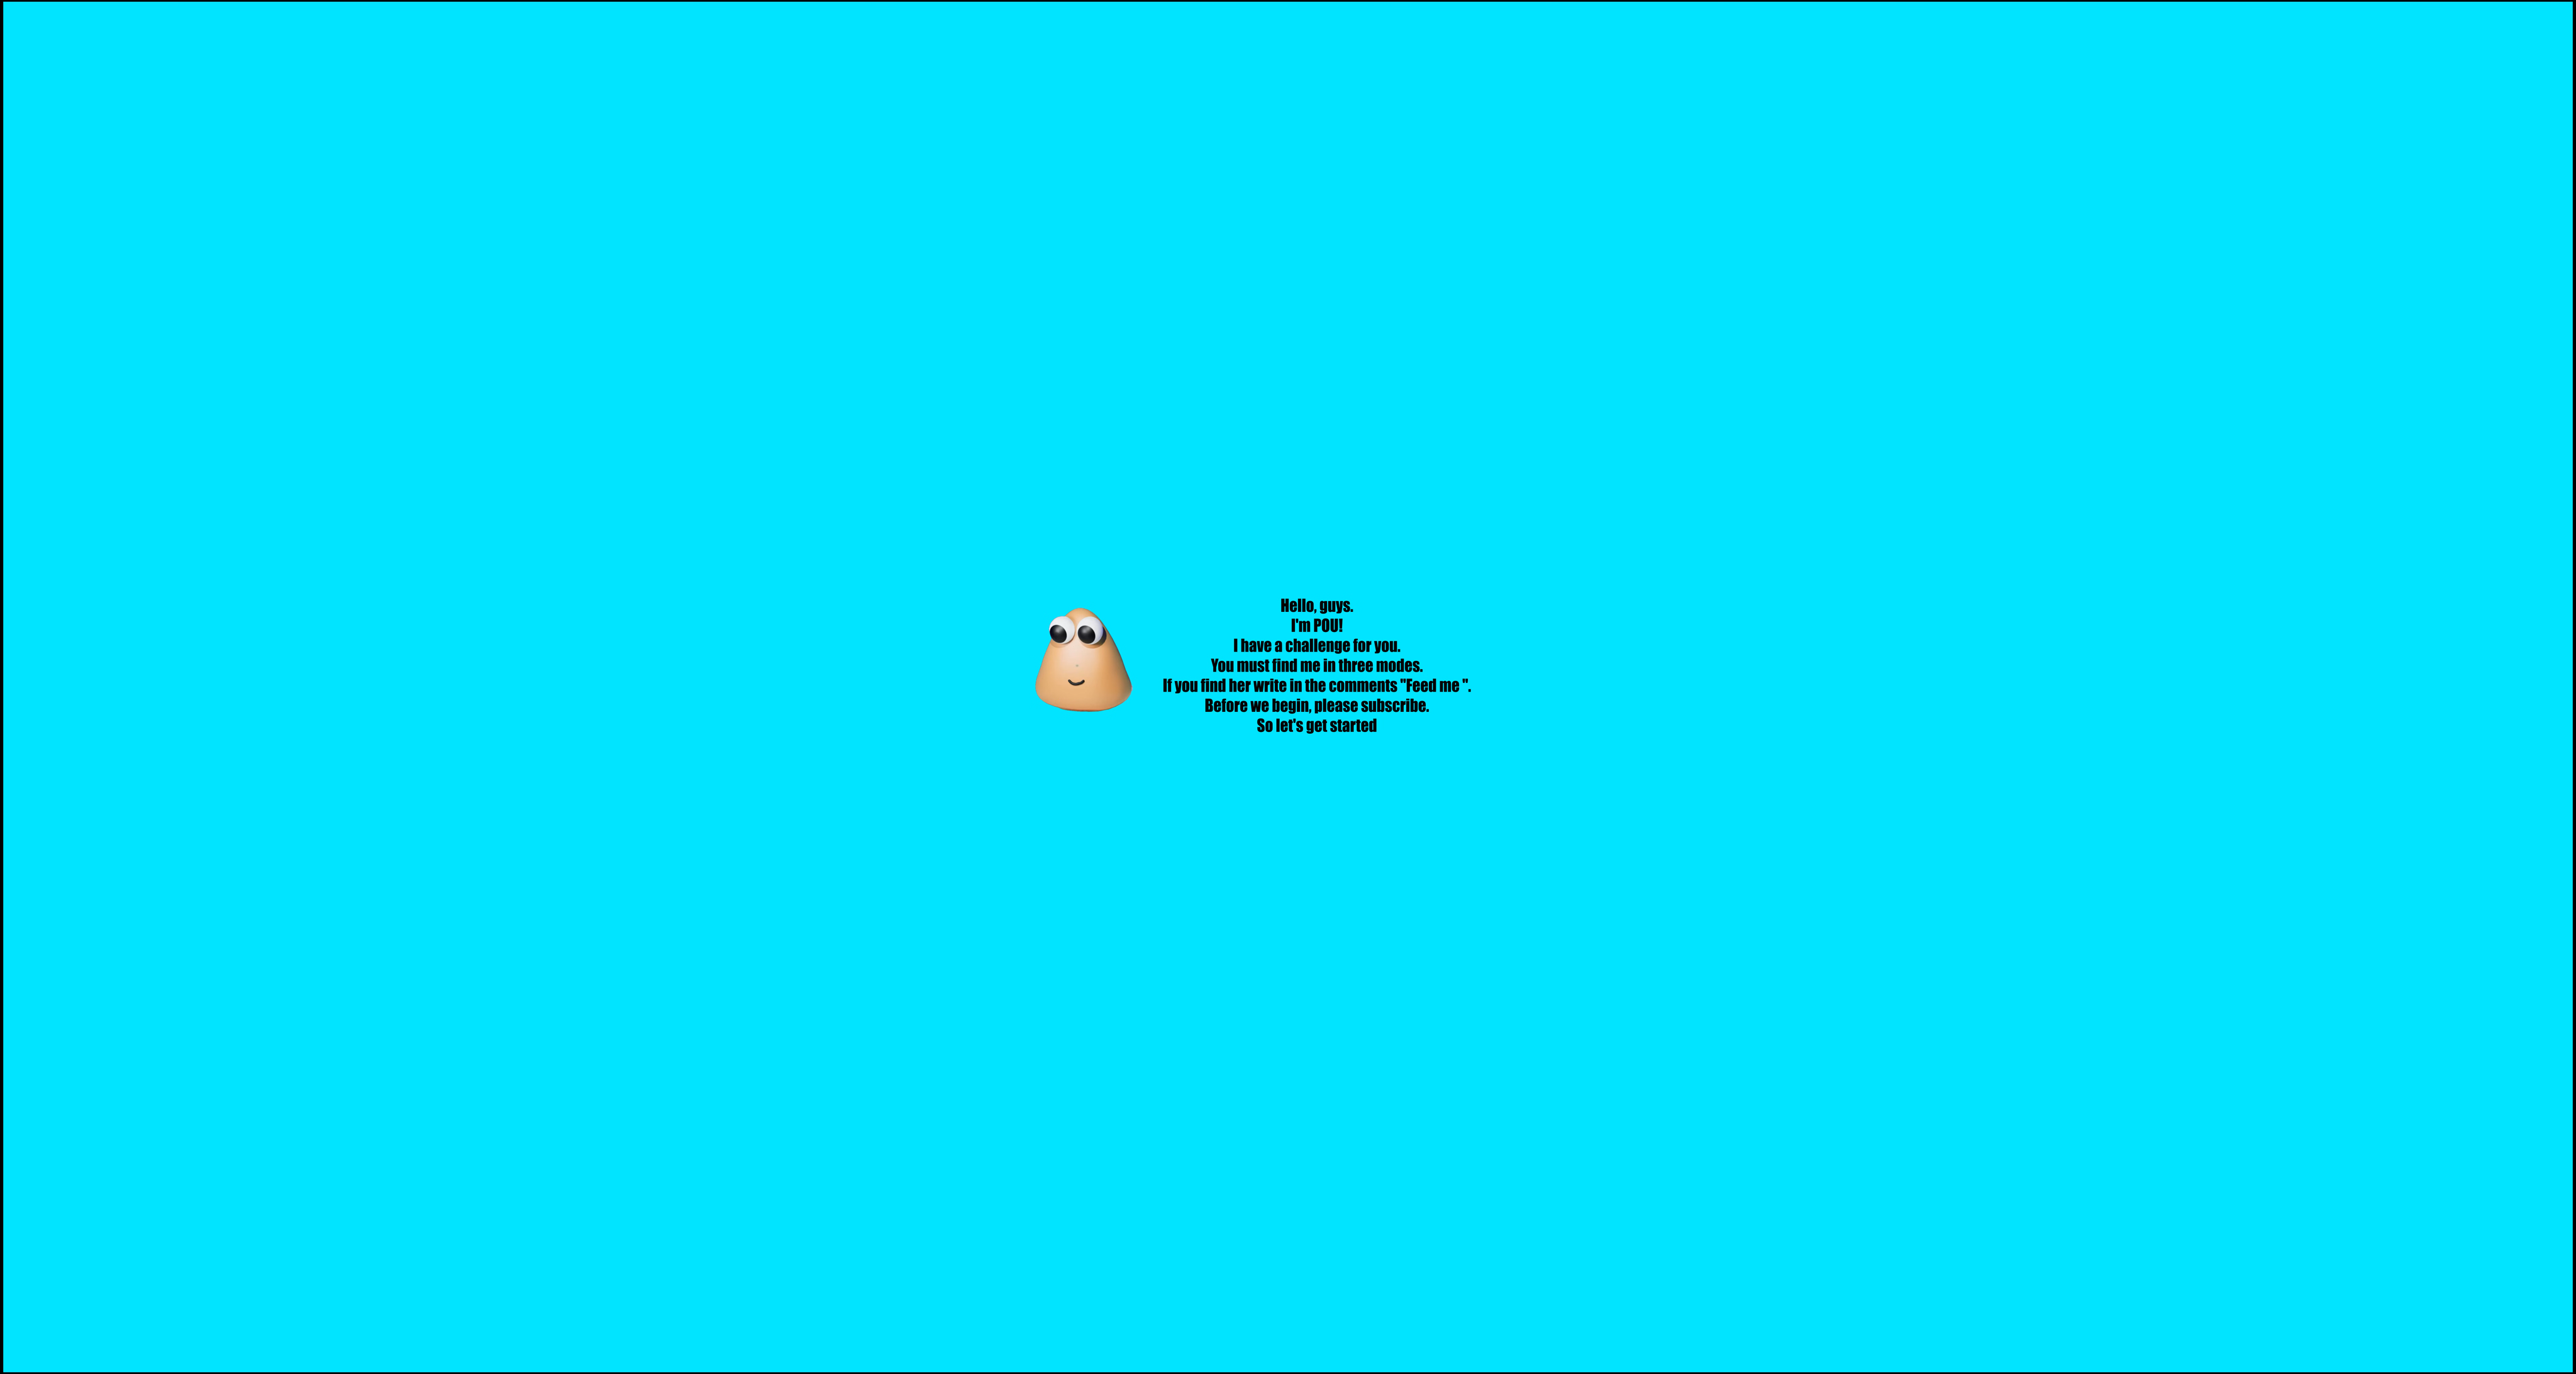 Hello, guys.
I'm POU!
I have a challenge for you.
You must find me in three modes.
If you find her write in the comments "Feed me ".
Before we begin, please subscribe.
So let's get started